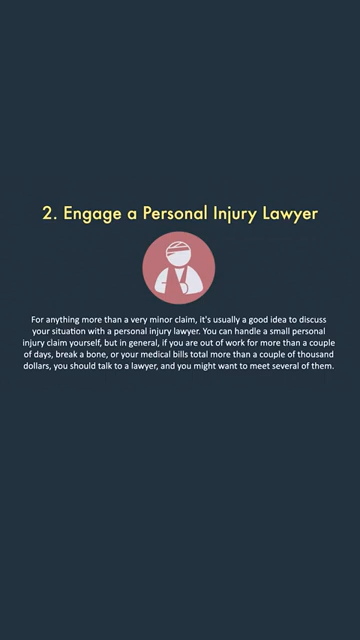 2. Engage a Personal Injury Lawyer
For anything more than a very minor claim, it's usually a good idea to discuss
your situation with a personal injury lawyer. You can handle a small personal
injury claim yourself, but in general, if you are out of work for more than a couple
of days, break a bone, or your medical bills total more than a couple of thousand
dollars, you should talk to a lawyer, and you might want to meet several of them.